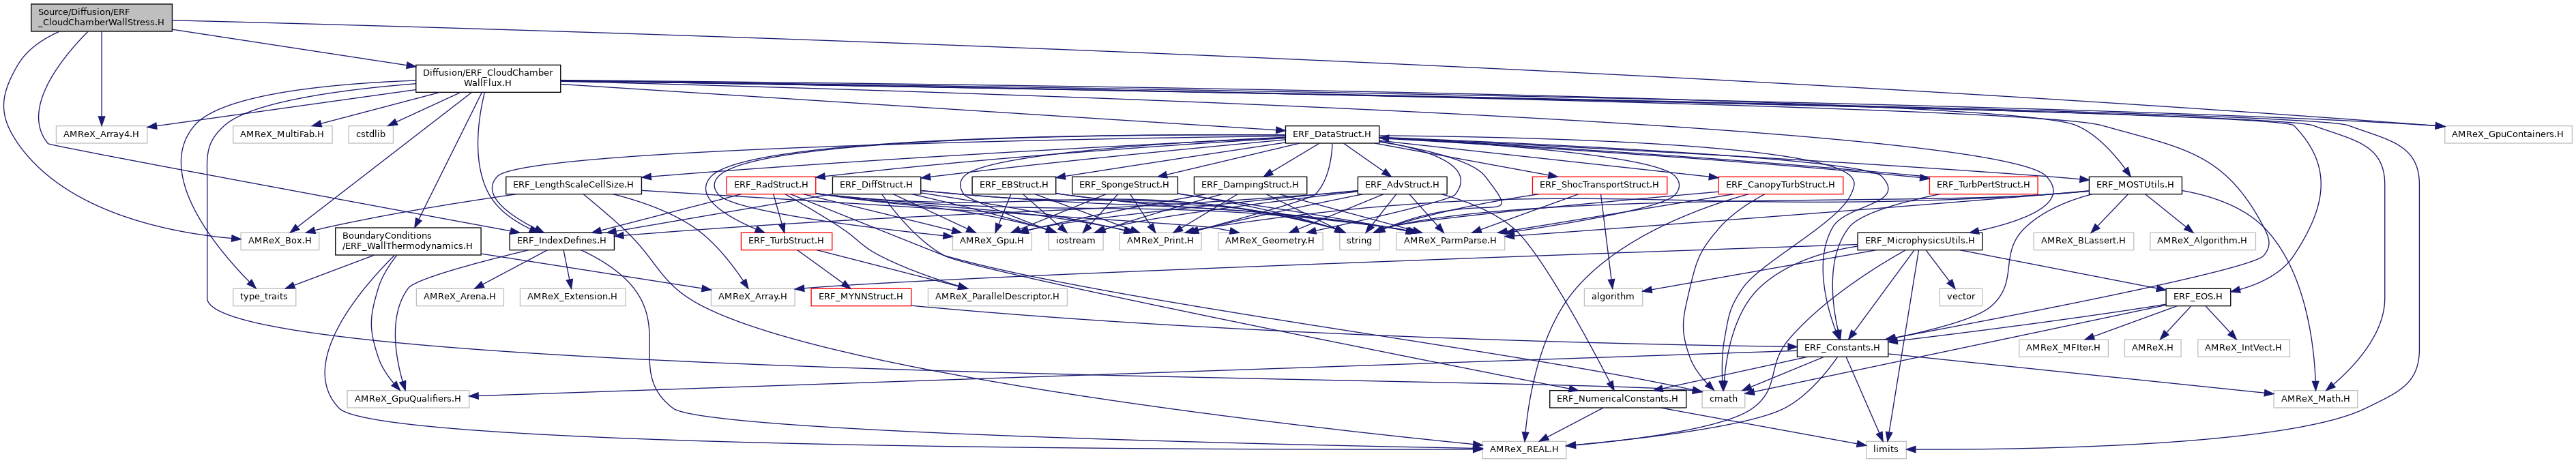 Source/Diffusion/ERF
_CloudChamberWallStress.H
Diffusion/ERF_CloudChamber
WallFlux.H
AMReX_Array4.H
AMReX_MultiFab.H
cstdlib
ERF_DataStruct.H
AMReX_GpuContainers.H
ERF_LengthScaleCellSize.H
ERF_RadStruct.H
ERF_DiffStruct.H
ERF_EBStruct.H
ERF_SpongeStruct.H
ERF_DampingStruct.H
ERF_AdvStruct.H
ERF_ShocTransportStruct.H
ERF_CanopyTurbStruct.H
ERF_TurbPertStruct.H
ERF_MOSTUtils.H
AMReX_Box.H
BoundaryConditions
/ERF_WallThermodynamics.H
ERF_IndexDefines.H
ERF_TurbStruct.H
AMReX_Gpu.H
iostream
AMReX_Print.H
AMReX_Geometry.H
string
AMReX_ParmParse.H
ERF_MicrophysicsUtils.H
AMReX_BLassert.H
AMReX_Algorithm.H
type_traits
AMReX_Arena.H
AMReX_Extension.H
AMReX_Array.H
ERF_MYNNStruct.H
AMReX_ParallelDescriptor.H
algorithm
vector
ERF_EOS.H
ERF_Constants.H
AMReX_MFIter.H
AMReX.H
AMReX_IntVect.H
AMReX_GpuQualifiers.H
ERF_NumericalConstants.H
cmath
AMReX_Math.H
AMReX_REAL.H
limits